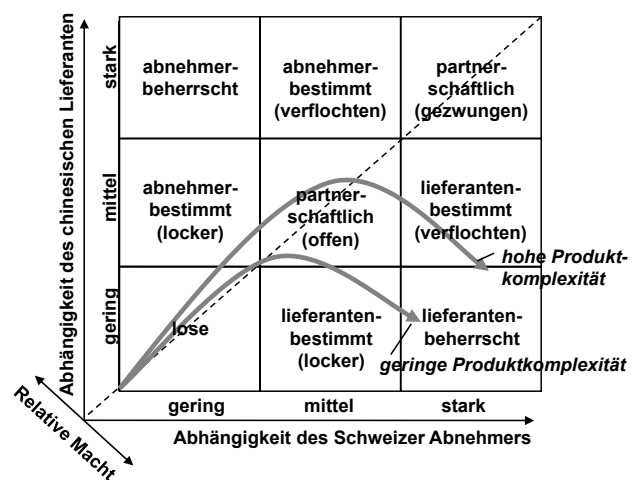 Abhängigkeit des chinesischen Lieferanten
stark
mittel
gering
abnehmer-
beherrscht
abnehmer-
bestimmt
(verflochten)
partner-
schaftlich
(gezwungen)
abnehmer-
bestimmt
(locker)
partner-
schaftlich
(offen)
lieferanten-
bestimmt
(verflochten)
hohe Produkt-
komplexität
lose
lieferanten-
bestimmt
(locker)
lieferanten-
beherrscht
geringe Produktkomplexität
gering
mittel
stark
Abhängigkeit des Schweizer Abnehmers
Relative Macht